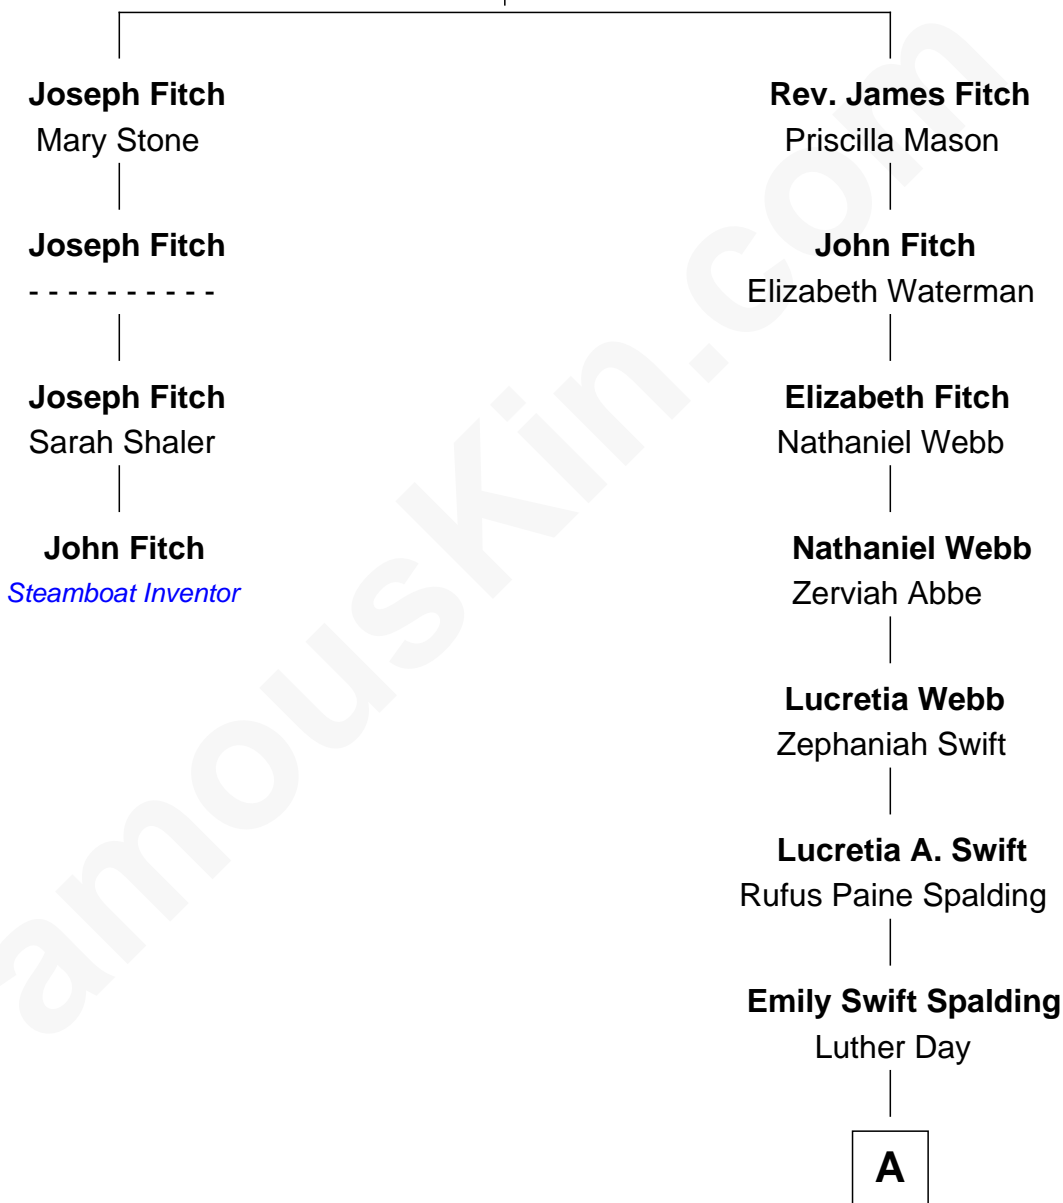 Joseph Fitch
Mary Stone
Joseph Fitch
- - - - - - - - - -
Joseph Fitch
Sarah Shaler
John Fitch
Steamboat Inventor
Rev. James Fitch
Priscilla Mason
John Fitch
Elizabeth Waterman
Elizabeth Fitch
Nathaniel Webb
Nathaniel Webb
Zerviah Abbe
Lucretia Webb
Zephaniah Swift
Lucretia A. Swift
Rufus Paine Spalding
Emily Swift Spalding
Luther Day
A
amouskin.com